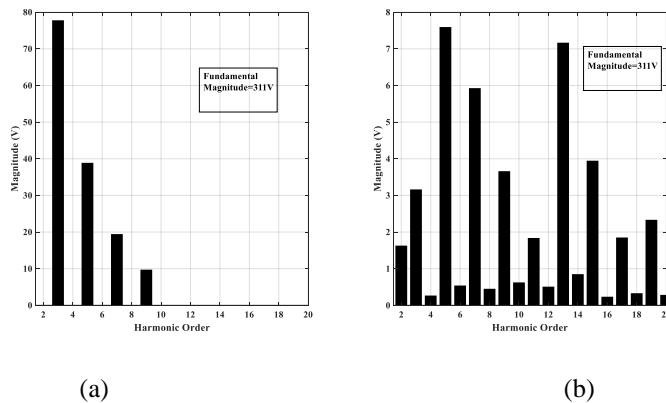 80
70
60
50
40
30
20
10
0
Magnitude (V)
Fundamental
Magnitude=311V
2 4 6 8 10 12 14 16 18 20
Harmonic Order
(a)
8
7
6
5
4
3
2
1
0
Magnitude (V)
Fundamental
Magnitude=311V
2 4 6 8 10 12 14 16 18
Harmonic Order
(b)